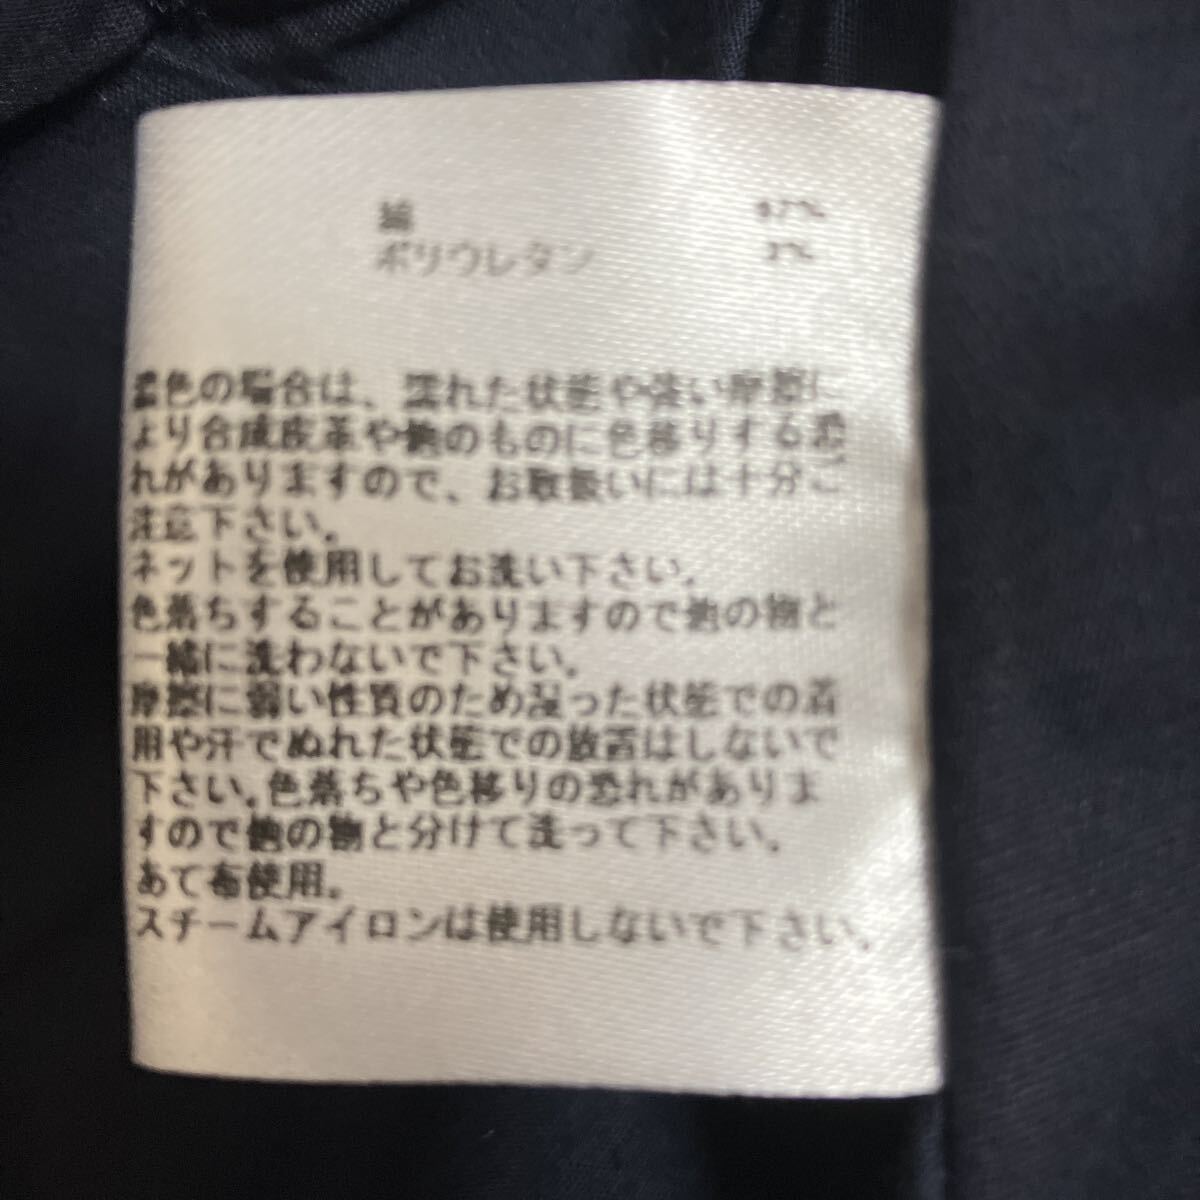 綿 97%
ポリウレタン 3%
濃色の場合は、濡れた状態や強い摩擦に
より合成皮革や他のものに色移りする恐
れがありますので、お取扱いには十分ご
注意下さい。
ネットを使用してお洗い下さい。
色落ちすることがありますので他の物と
一緒に洗わないで下さい。
摩擦に弱い性質のため湿った状態での着
用や汗でぬれた状態での放置はしないで
下さい。色落ちや色移りの恐れがありま
すので他の物と分けて洗って下さい。
あて布使用。
スチームアイロンは使用しないで下さい。